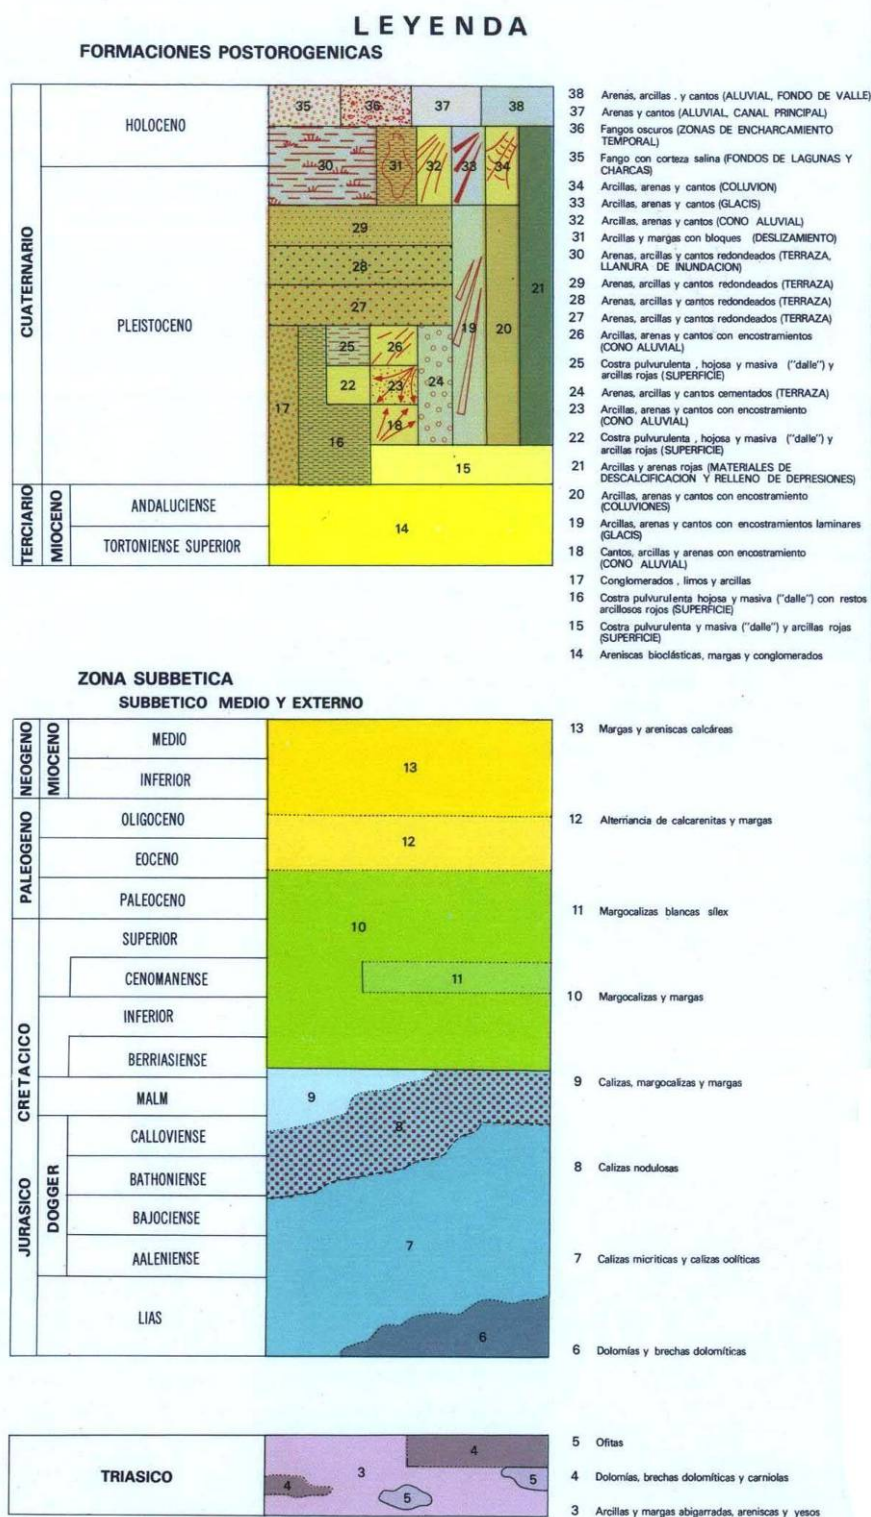 LEYENDA
FORMACIONES POSTOROGENICAS
CUATERNARIO
HOLOCENO
PLEISTOCENO
TERCIARIO
MIOCENO
ANDALUCIENSE
TORTONIENSE SUPERIOR
35
36
37
38
30
31
32
33
34
29
28
27
21
19
20
25
26
24
22
23
17
18
16
15
14
38 Arenas, arcillas . y cantos (ALUVIAL, FONDO DE VALLE)
37 Arenas y cantos (ALUVIAL, CANAL PRINCIPAL)
36 Fangos oscuros (ZONAS DE ENCHARCAMIENTO
TEMPORAL)
35 Fango con corteza salina (FONDOS DE LAGUNAS Y
CHARCAS)
34 Arcillas, arenas y cantos (COLUVION)
33 Arcillas, arenas y cantos (GLACIS)
32 Arcillas, arenas y cantos (CONO ALUVIAL)
31 Arcillas y margas con bloques (DESLIZAMIENTO)
30 Arenas, arcillas y cantos redondeados (TERRAZA,
LLANURA DE INUNDACION)
29 Arenas, arcillas y cantos redondeados (TERRAZA)
28 Arenas, arcillas y cantos redondeados (TERRAZA)
27 Arenas, arcillas y cantos redondeados (TERRAZA)
26 Arcillas, arenas y cantos con encostramientos
(CONO ALUVIAL)
25 Costra pulvurulenta , hojosa y masiva ("dalle") y
arcillas rojas (SUPERFICIE)
24 Arenas, arcillas y cantos cementados (TERRAZA)
23 Arcillas, arenas y cantos con encostramiento
(CONO ALUVIAL)
22 Costra pulvurulenta , hojosa y masiva ("dalle") y
arcillas rojas (SUPERFICIE)
21 Arcillas y arenas rojas (MATERIALES DE
DESCALCIFICACION Y RELLENO DE DEPRESIONES)
20 Arcillas, arenas y cantos con encostramiento
(COLUVIONES)
19 Arcillas, arenas y cantos con encostramientos laminares
(GLACIS)
18 Cantos, arcillas y arenas con encostramiento
(CONO ALUVIAL)
17 Conglomerados , limos y arcillas
16 Costra pulvurulenta hojosa y masiva ("dalle") con restos
arcillosos rojos (SUPERFICIE)
15 Costra pulvurulenta y masiva ("dalle") y arcillas rojas
(SUPERFICIE)
14 Areniscas bioclásticas, margas y conglomerados
ZONA SUBBETICA
SUBBETICO MEDIO Y EXTERNO
NEOGENO
MIOCENO
MEDIO
INFERIOR
PALEOGENO
OLIGOCENO
EOCENO
PALEOCENO
CRETACICO
SUPERIOR
CENOMANENSE
INFERIOR
BERRIASIENSE
JURASICO
MALM
DOGGER
CALLOVIENSE
BATHONIENSE
BAJOCIENSE
AALENIENSE
LIAS
13
12
10
11
9
8
7
6
13 Margas y areniscas calcáreas
12 Alternancia de calcarenitas y margas
11 Margocalizas blancas sílex
10 Margocalizas y margas
9 Calizas, margocalizas y margas
8 Calizas nodulosas
7 Calizas micriticas y calizas oolíticas
6 Dolomías y brechas dolomíticas
TRIASICO
4
3
5
4
5
5 Ofitas
4 Dolomías, brechas dolomíticas y carniolas
3 Arcillas y margas abigarradas, areniscas y yesos